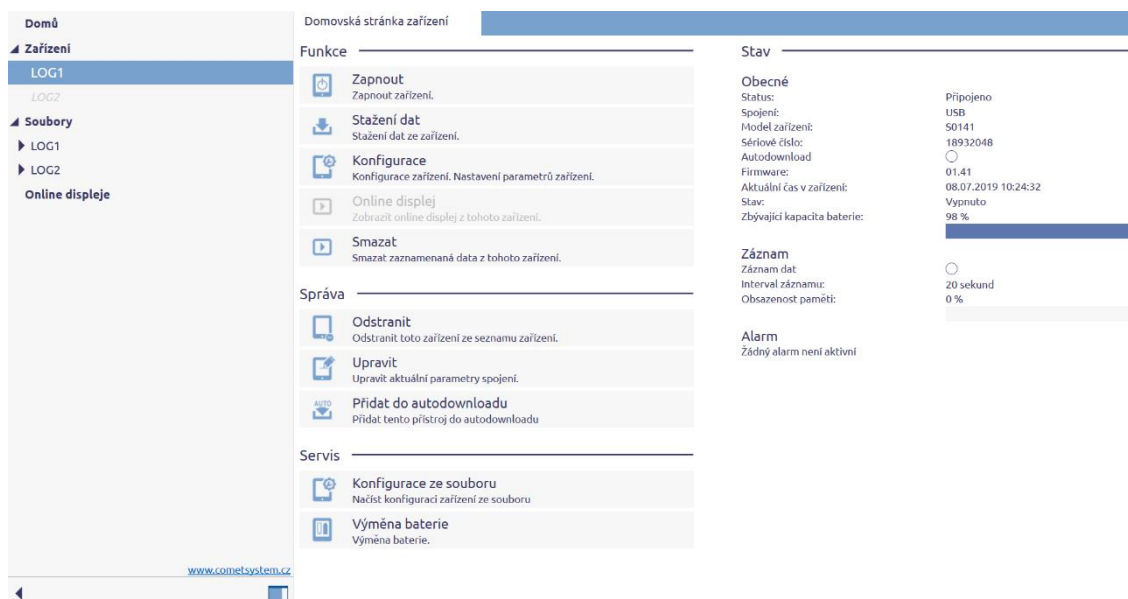 Domů
Zařízení
LOG1
LOG2
Soubory
LOG1
LOG2
Online displeje
www.cometsystem.cz
Domovská stránka zařízení
Funkce
Zapnout
Zapnout zařízení.
Stažení dat
Stažení dat ze zařízení.
Konfigurace
Konfigurace zařízení. Nastavení parametrů zařízení.
Online displej
Zobrazit online displej z tohoto zařízení.
Smazat
Smazat zaznamenaná data z tohoto zařízení.
Správa
Odstranit
Odstranit toto zařízení ze seznamu zařízení.
Upravit
Upravit aktuální parametry spojení.
AUTO
Přidat do autodownloadu
Přidat tento přístroj do autodownloadu
Servis
Konfigurace ze souboru
Načíst konfiguraci zařízení ze souboru
Výměna baterie
Výměna baterie.
Stav
Obecné
Status: Připojeno
Spojení: USB
Model zařízení: S0141
Sériové číslo: 18932048
Autodownload
Firmware: 01.41
Aktuální čas v zařízení: 08.07.2019 10:24:32
Stav: Vypnuto
Zbývající kapacita baterie: 98 %
Záznam
Záznam dat
Interval záznamu: 20 sekund
Obsazenost paměti: 0 %
Alarm
Žádný alarm není aktivní